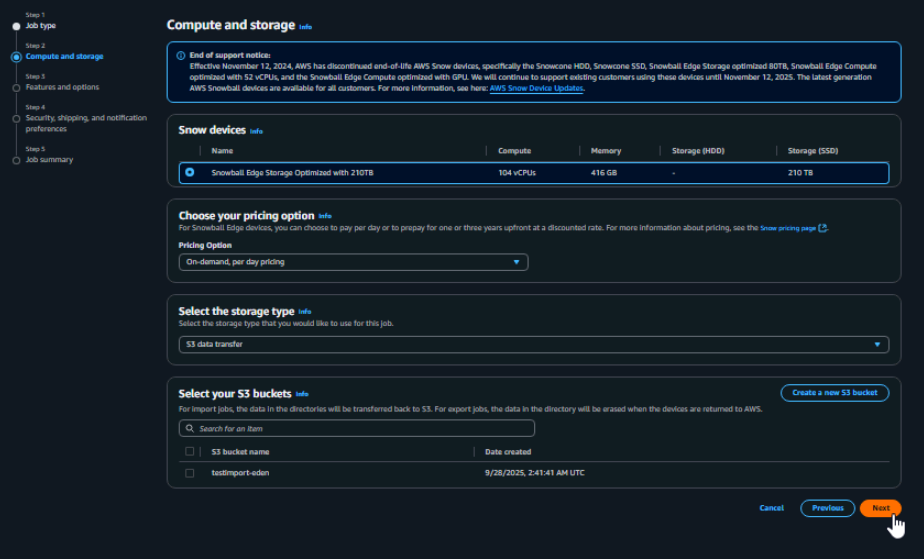 Step 1
Job type
Step 2
Compute and storage
Step 3
Features and options
Step 4
Security, shipping, and notification
preferences
Step 5
Job summary
Compute and storage Info
End of support notice:
Effective November 12, 2024, AWS has discontinued end-of-life AWS Snow devices, specifically the Snowcone HDD, Snowcone SSD, Snowball Edge Storage optimized 80TB, Snowball Edge Compute
optimized with 52 vCPUs, and the Snowball Edge Compute optimized with GPU. We will continue to support existing customers using these devices until November 12, 2025. The latest generation
AWS Snowball devices are available for all customers. For more information, see here: AWS Snow Device Updates.
Snow devices Info
Name Compute Memory Storage (HDD) Storage (SSD)
Snowball Edge Storage Optimized with 210TB 104 vCPUs 416 GB - 210 TB
Choose your pricing option Info
For Snowball Edge devices, you can choose to pay per day or to prepay for one or three years upfront at a discounted rate. For more information about pricing, see the Snow pricing page.
Pricing Option
On-demand, per day pricing
Select the storage type Info
Select the storage type that you would like to use for this job.
S3 data transfer
Select your S3 buckets Info
Create a new S3 bucket
For import jobs, the data in the directories will be transferred back to S3. For export jobs, the data in the directory will be erased when the devices are returned to AWS.
Search for an item
S3 bucket name Date created
testimport-eden 9/28/2025, 2:41:41 AM UTC
Cancel Previous Next